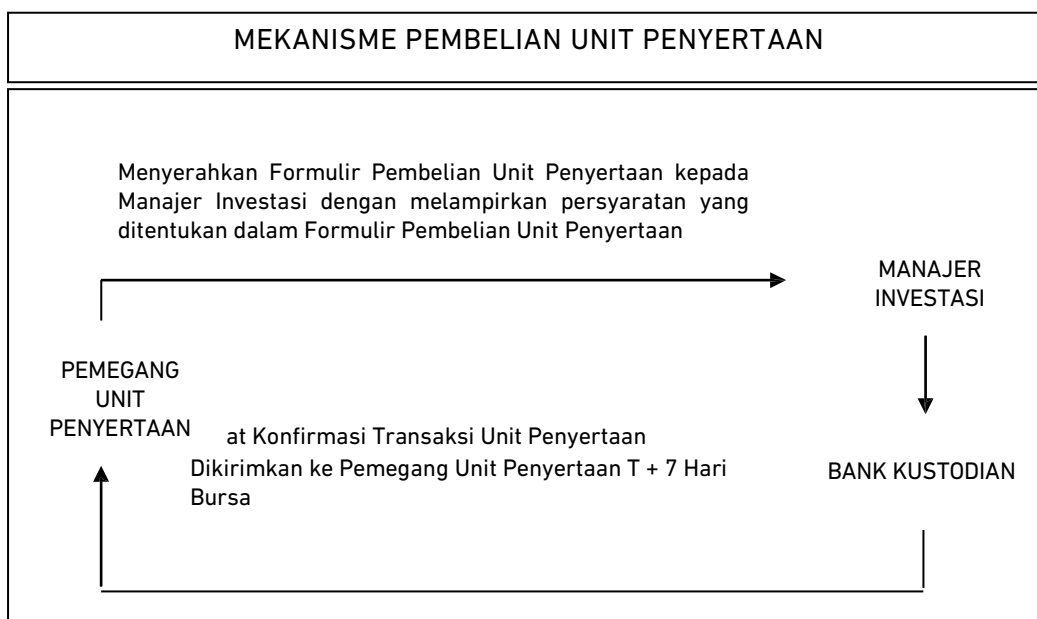 MEKANISME PEMBELIAN UNIT PENYERTAAN
Menyerahkan Formulir Pembelian Unit Penyertaan kepada
Manajer Investasi dengan melampirkan persyaratan yang
ditentukan dalam Formulir Pembelian Unit Penyertaan
MANAJER
INVESTASI
PEMEGANG
UNIT
PENYERTAAN
at Konfirmasi Transaksi Unit Penyertaan
Dikirimkan ke Pemegang Unit Penyertaan T + 7 Hari
Bursa
BANK KUSTODIAN